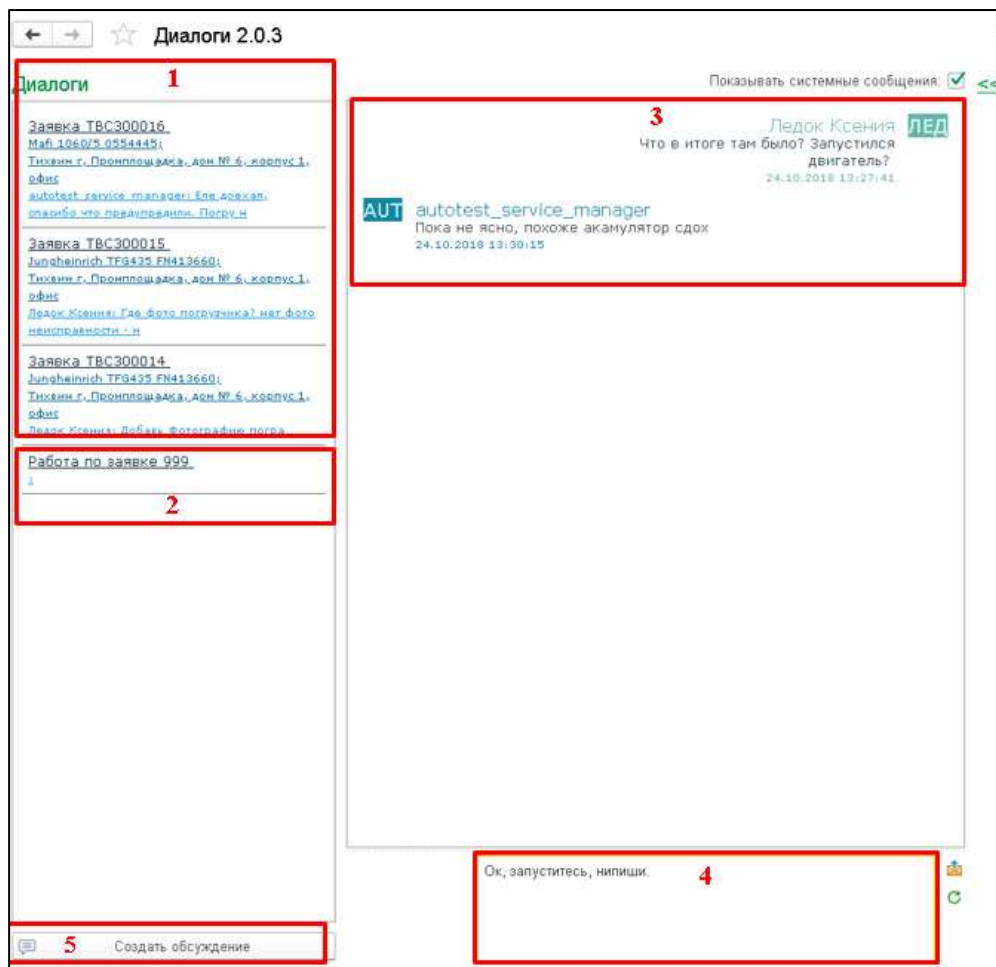 Диалоги 2.0.3
Диалоги
1
Заявка ТВС300016
Mafi 1060/5 0554445;
Тихвин г, Промплощадка, дом № 6, корпус 1,
офис
autotest_service_manager: Еле доехал,
спасибо что предупредили. Погру н
Заявка ТВС300015
Jungheinrich TFG435 FN413660;
Тихвин г, Промплощадка, дом № 6, корпус 1,
офис
Ледок Ксения: Где фото погрузчика? нет фото
неисправности - н
Заявка ТВС300014
Jungheinrich TFG435 FN413660;
Тихвин г, Промплощадка, дом № 6, корпус 1,
офис
Ледок Ксения: Добавь фотографию погра
Работа по заявке 999
1
2
5 Создать обсуждение
Показывать системные сообщения:
<<
3
Ледок Ксения ЛЕД
Что в итоге там было? Запустился
двигатель?
24.10.2018 13:27:41
AUT autotest_service_manager
Пока не ясно, похоже акамулятор сдох
24.10.2018 13:30:15
Ок, запуститесь, нипиши. 4